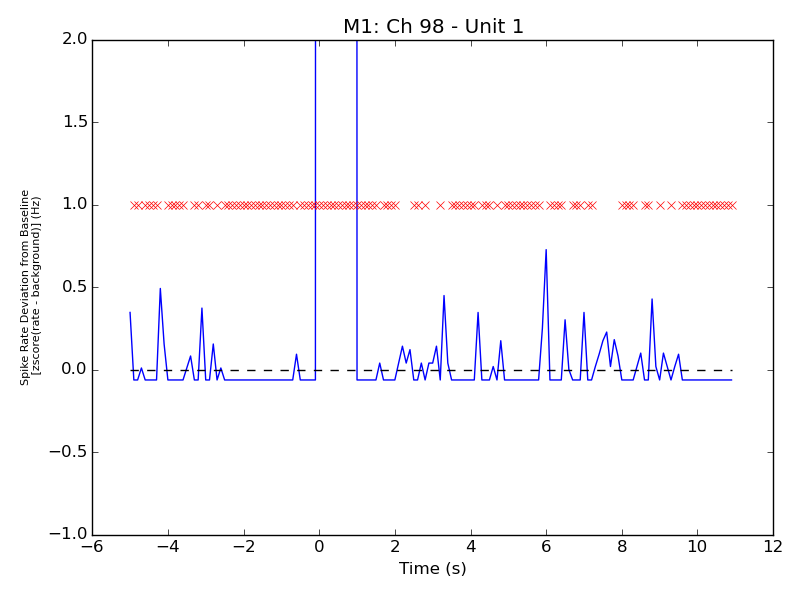 M1: Ch 98 - Unit 1
2.0
1.5
1.0
0.5
0.0
−0.5
−1.0
Spike Rate Deviation from Baseline
[zscore(rate - background)] (Hz)
−6 −4 −2 0 2 4 6 8 10 12
Time (s)